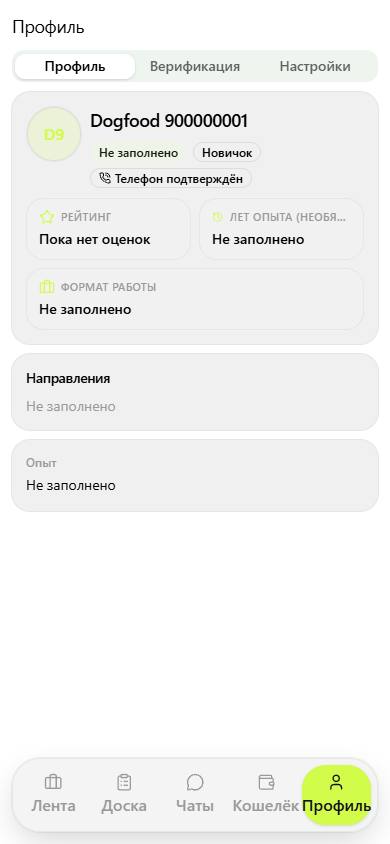 Профиль
Профиль
Верификация
Настройки
D9
Dogfood 900000001
Не заполнено
Новичок
Телефон подтверждён
РЕЙТИНГ
Пока нет оценок
ЛЕТ ОПЫТА (НЕОБЯ...
Не заполнено
ФОРМАТ РАБОТЫ
Не заполнено
Направления
Не заполнено
Опыт
Не заполнено
Лента
Доска
Чаты
Кошелёк
Профиль